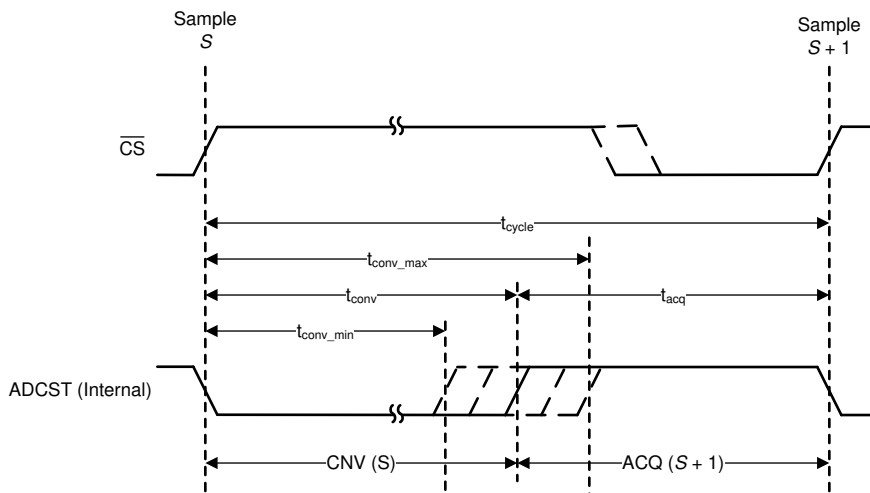 Sample
S
Sample
S + 1
CS
tcycle
tconv_max
tconv
tacq
tconv_min
ADCST (Internal)
CNV (S)
ACQ (S + 1)